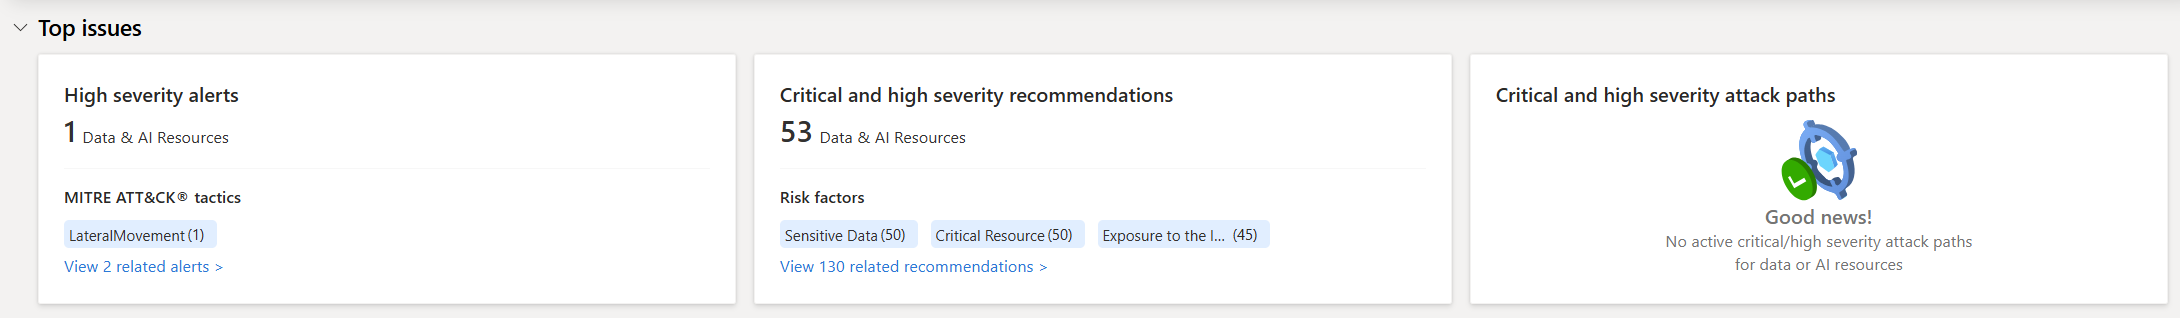 Top issues
High severity alerts
1 Data & AI Resources
MITRE ATT&CK® tactics
LateralMovement (1)
View 2 related alerts >
Critical and high severity recommendations
53 Data & AI Resources
Risk factors
Sensitive Data (50) Critical Resource (50) Exposure to the I... (45)
View 130 related recommendations >
Critical and high severity attack paths
Good news!
No active critical/high severity attack paths
for data or AI resources